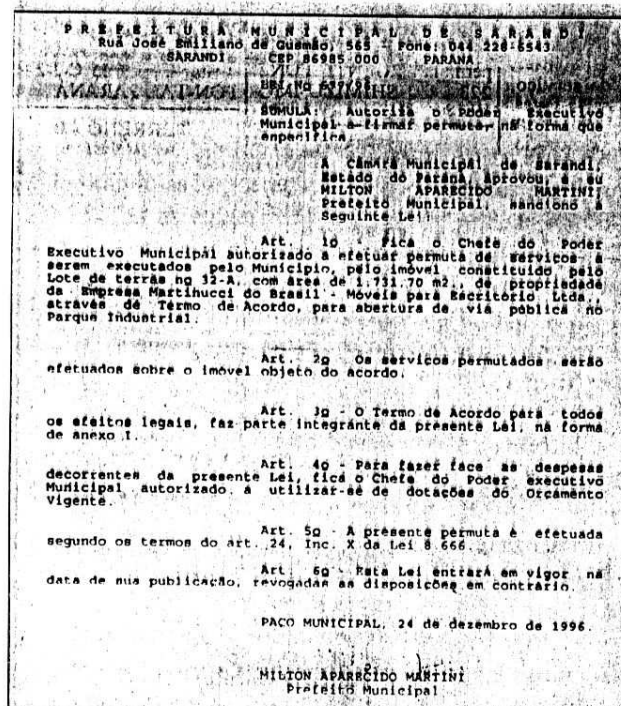 PREFEITURA MUNICIPAL DE SARANDI
Rua José Emiliano de Gusmão, 565 - Fone: 044 228-6543
SARANDI - CEP 86985-000 PARANÁ
SÚMULA: Autoriza o Poder Executivo
Municipal a firmar permuta, na forma que
especifica.
A Câmara Municipal de Sarandi,
Estado do Paraná, aprovou, e eu
MILTON APARECIDO MARTINI,
Prefeito Municipal, sanciono a
seguinte Lei:
Art. 1o - Fica o Chefe do Poder
Executivo Municipal autorizado a efetuar permuta de serviços a
serem executados pelo Município, pelo imóvel constituído pelo
Lote de terras no 32-A, com área de 1.731,70 m2., de propriedade
da Empresa Martinucci do Brasil - Móveis para Escritório Ltda.,
através de Termo de Acordo, para abertura de via pública no
Parque Industrial.
Art. 2o Os serviços permutados serão
efetuados sobre o imóvel objeto do acordo.
Art. 3o - O Termo de Acordo para todos
os efeitos legais, faz parte integrante da presente Lei, na forma
de anexo I.
Art. 4o - Para fazer face as despesas
decorrentes da presente Lei, fica o Chefe do Poder executivo
Municipal autorizado a utilizar-se de dotações do Orçamento
Vigente.
Art. 5o - A presente permuta é efetuada
segundo os termos do art. 24, Inc. X da Lei 8.666.
Art. 6o - Esta Lei entrará em vigor na
data de sua publicação, revogadas as disposições em contrário.
PAÇO MUNICIPAL, 24 de dezembro de 1996.
MILTON APARECIDO MARTINI
Prefeito Municipal